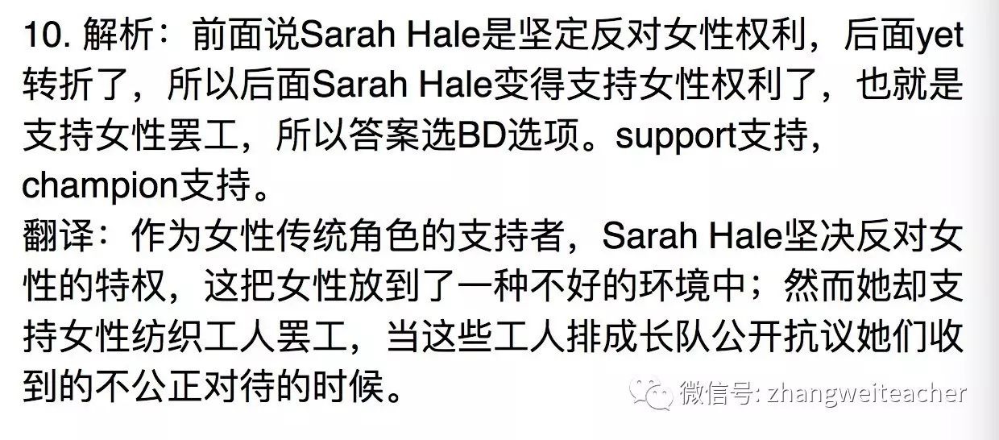 10. 解析：前面说Sarah Hale是坚定反对女性权利，后面yet
转折了，所以后面Sarah Hale变得支持女性权利了，也就是
支持女性罢工，所以答案选BD选项。support支持，
champion支持。
翻译：作为女性传统角色的支持者，Sarah Hale坚决反对女
性的特权，这把女性放到了一种不好的环境中；然而她却支
持女性纺织工人罢工，当这些工人排成长队公开抗议她们收
到的不公正对待的时候。
微信号: zhangweiteacher